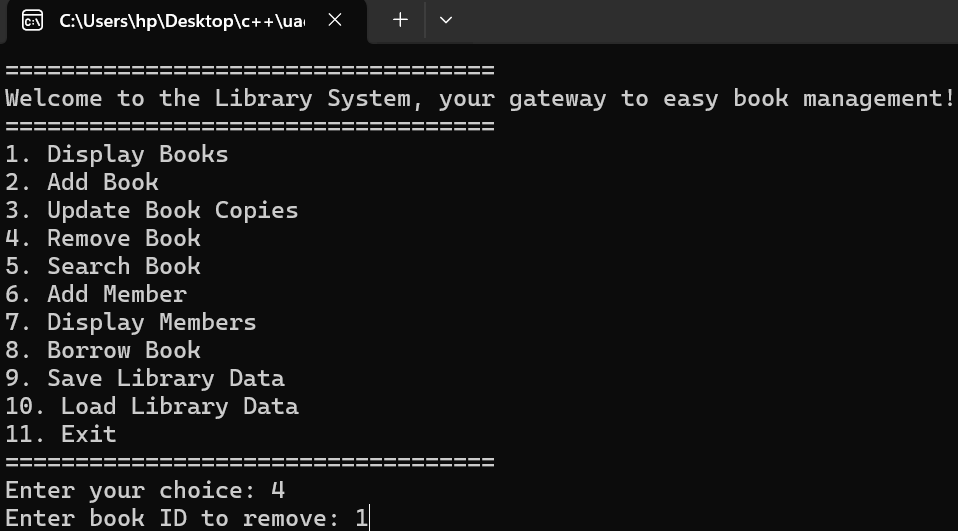 C:\Users\hp\Desktop\c++\ua
===================================
Welcome to the Library System, your gateway to easy book management!
===================================
1. Display Books
2. Add Book
3. Update Book Copies
4. Remove Book
5. Search Book
6. Add Member
7. Display Members
8. Borrow Book
9. Save Library Data
10. Load Library Data
11. Exit
===================================
Enter your choice: 4
Enter book ID to remove: 1